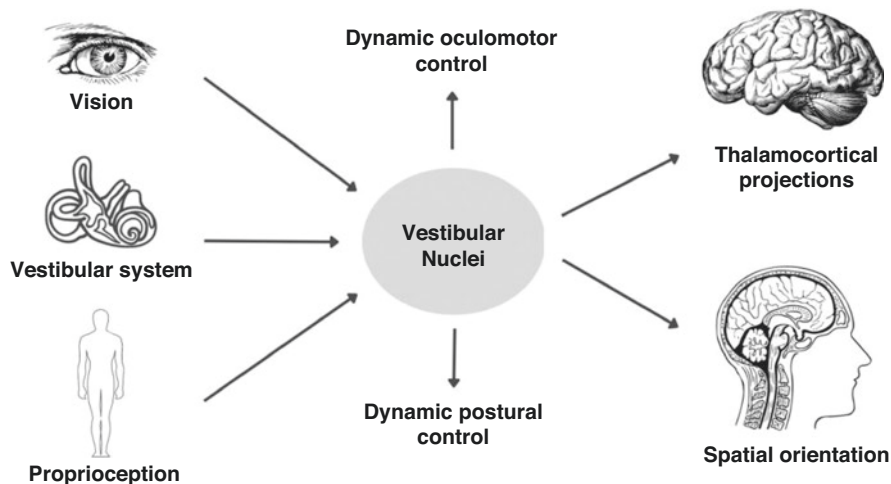 Vision
Vestibular system
Proprioception
Dynamic oculomotor
control
Vestibular
Nuclei
Dynamic postural
control
Thalamocortical
projections
Spatial orientation